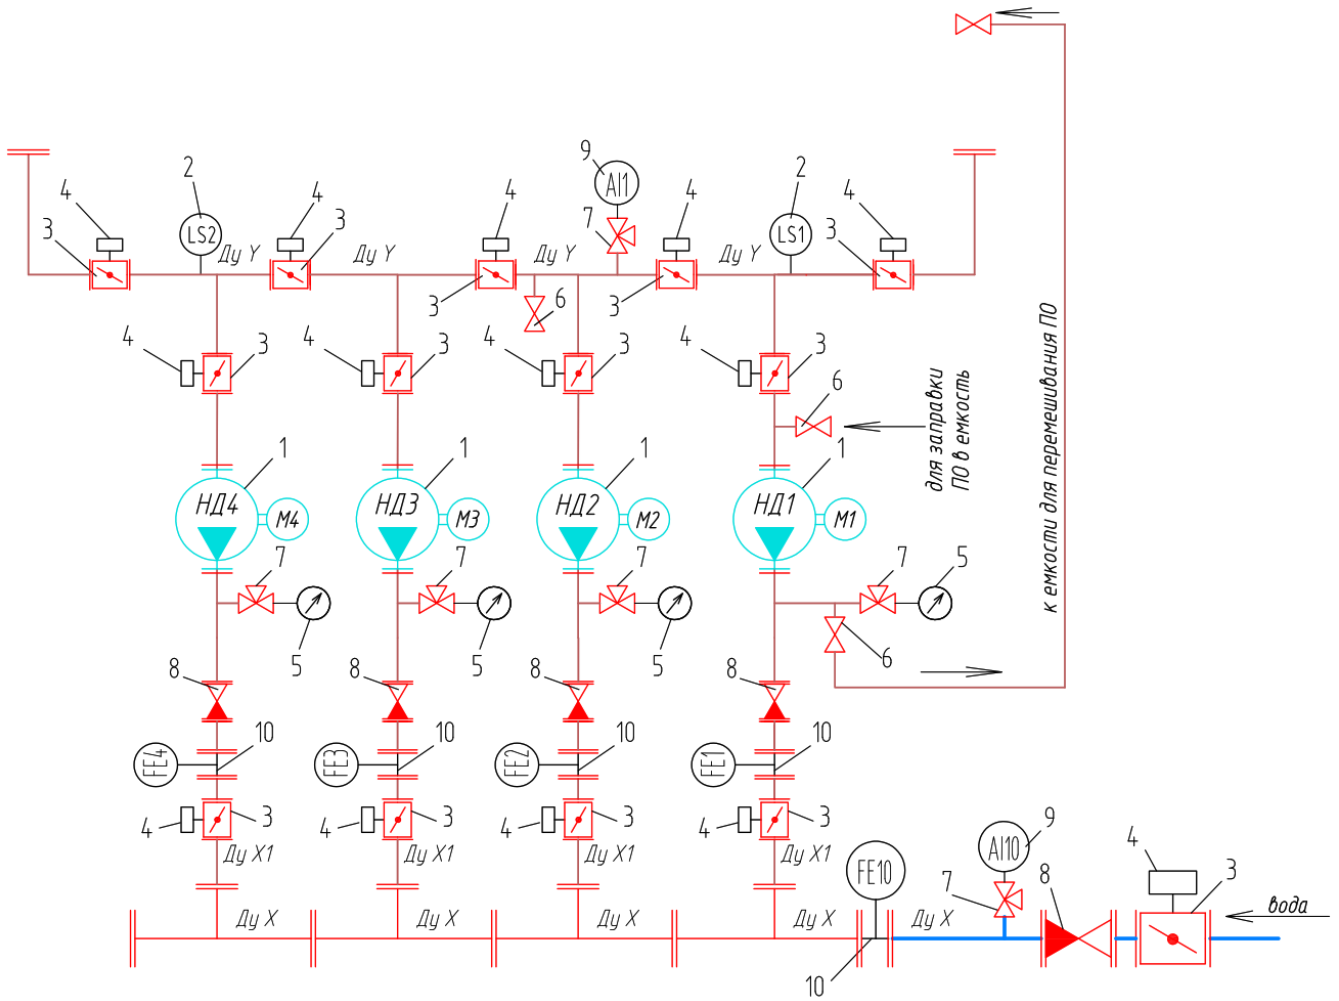 9
2
2
4
4
4
4
4
AI1
3
3
7
3
LS2
LS1
Ду Y
Ду Y
Ду Y
Ду Y
3
3
6
4
3
4
3
4
3
4
3
6
для заправки
ПО в емкость
к емкости для перемешивания ПО
1
1
1
1
НД4
М4
НД3
М3
НД2
М2
НД1
М1
7
7
7
7
5
5
5
5
6
8
8
8
8
10
10
10
10
FE4
FE3
FE2
FE1
4
3
4
3
4
3
4
3
Ду X1
Ду X1
Ду X1
Ду X1
FE10
AI10
9
7
8
4
3
Ду X
Ду X
Ду X
Ду X
Ду X
вода
10